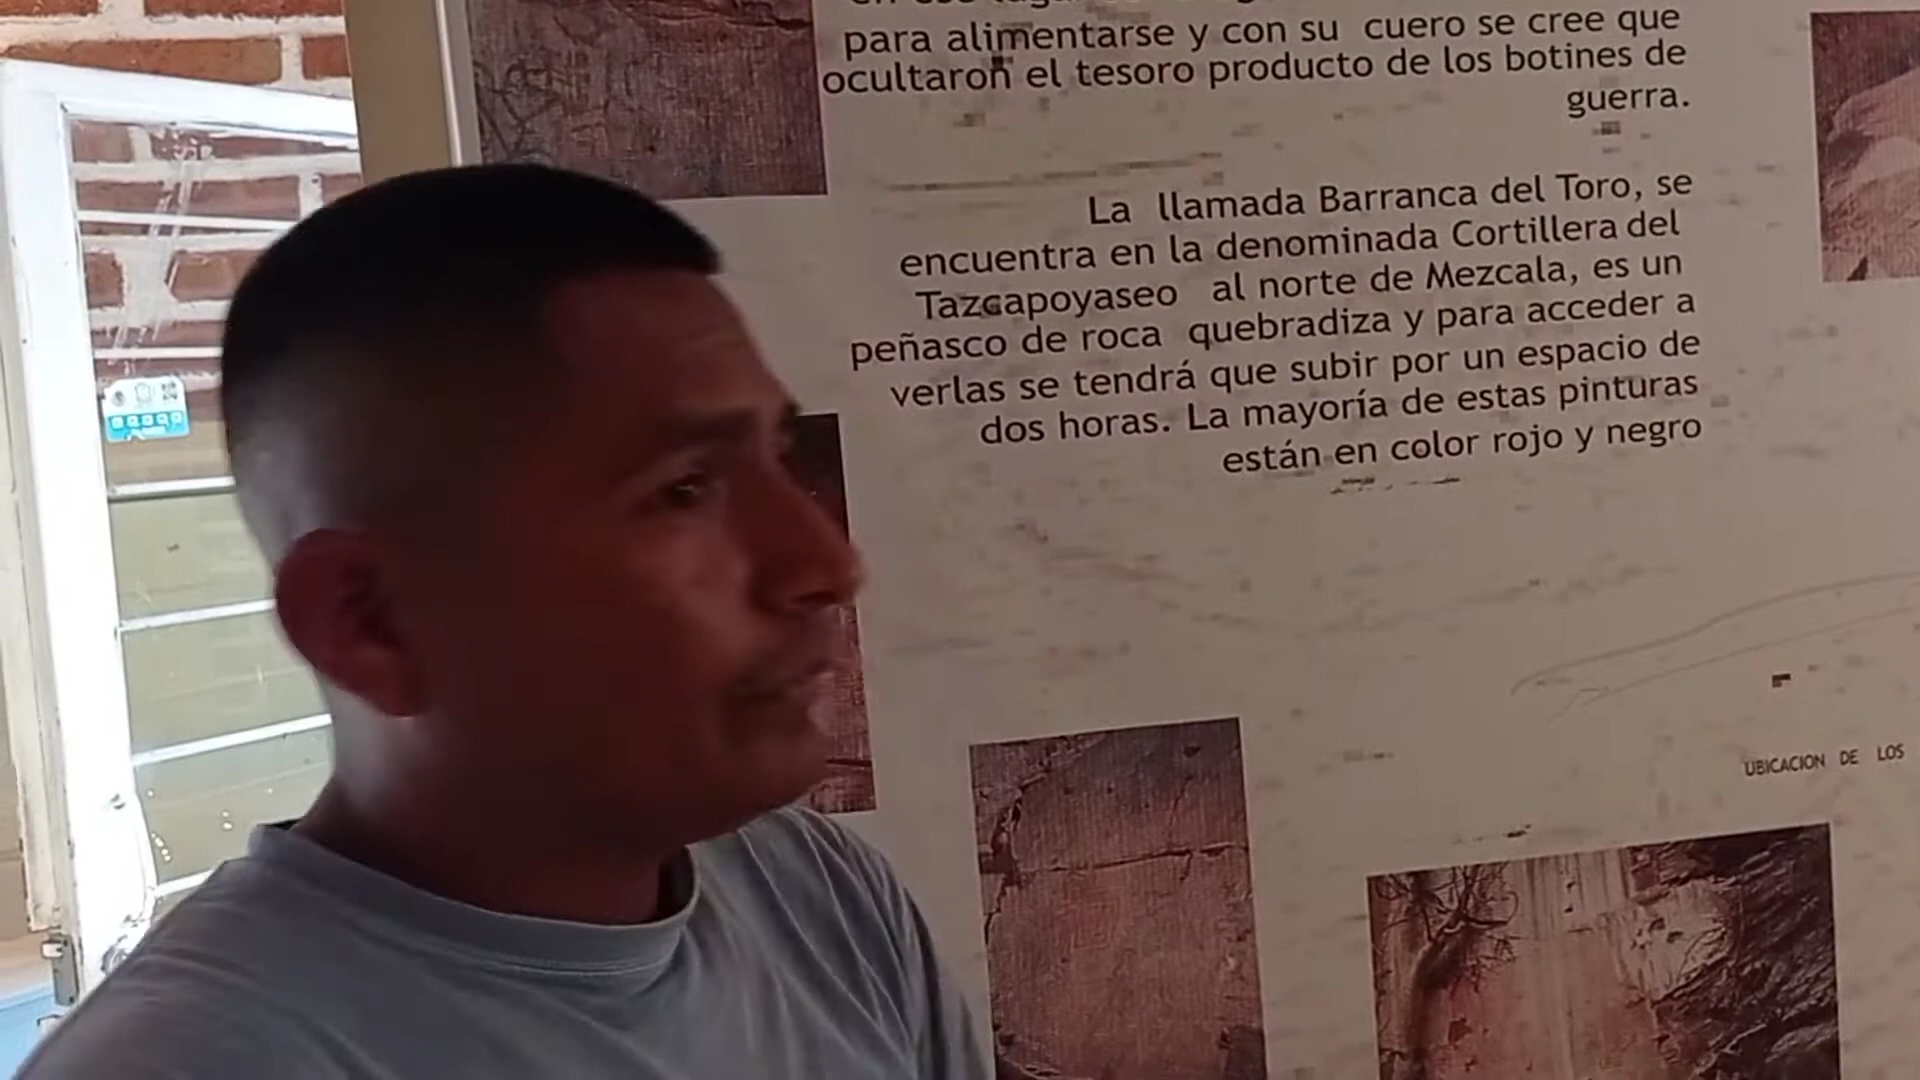 para alimentarse y con su cuero se cree que
ocultaron el tesoro producto de los botines de
guerra.
La llamada Barranca del Toro, se
encuentra en la denominada Cortillera del
Tazcapoyaseo al norte de Mezcala, es un
peñasco de roca quebradiza y para acceder a
verlas se tendrá que subir por un espacio de
dos horas. La mayoría de estas pinturas
están en color rojo y negro
UBICACION DE LOS